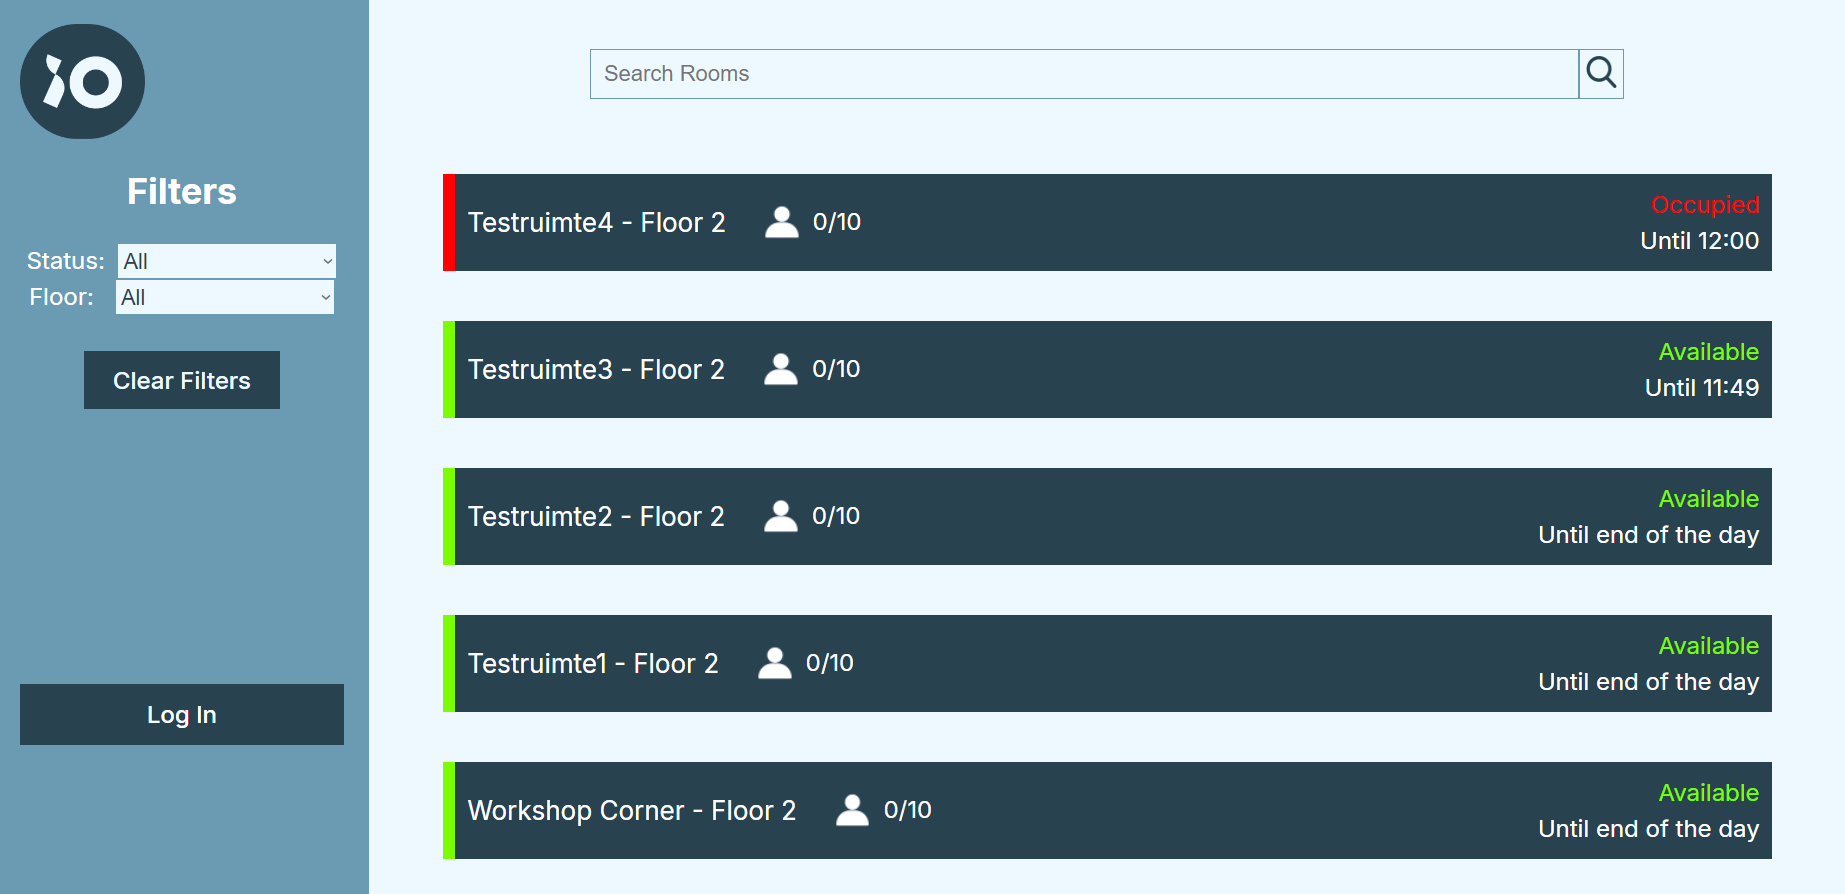 iO
Filters
Status: All
Floor: All
Clear Filters
Log In
Search Rooms
Testruimte4 - Floor 2 0/10
Occupied
Until 12:00
Testruimte3 - Floor 2 0/10
Available
Until 11:49
Testruimte2 - Floor 2 0/10
Available
Until end of the day
Testruimte1 - Floor 2 0/10
Available
Until end of the day
Workshop Corner - Floor 2 0/10
Available
Until end of the day